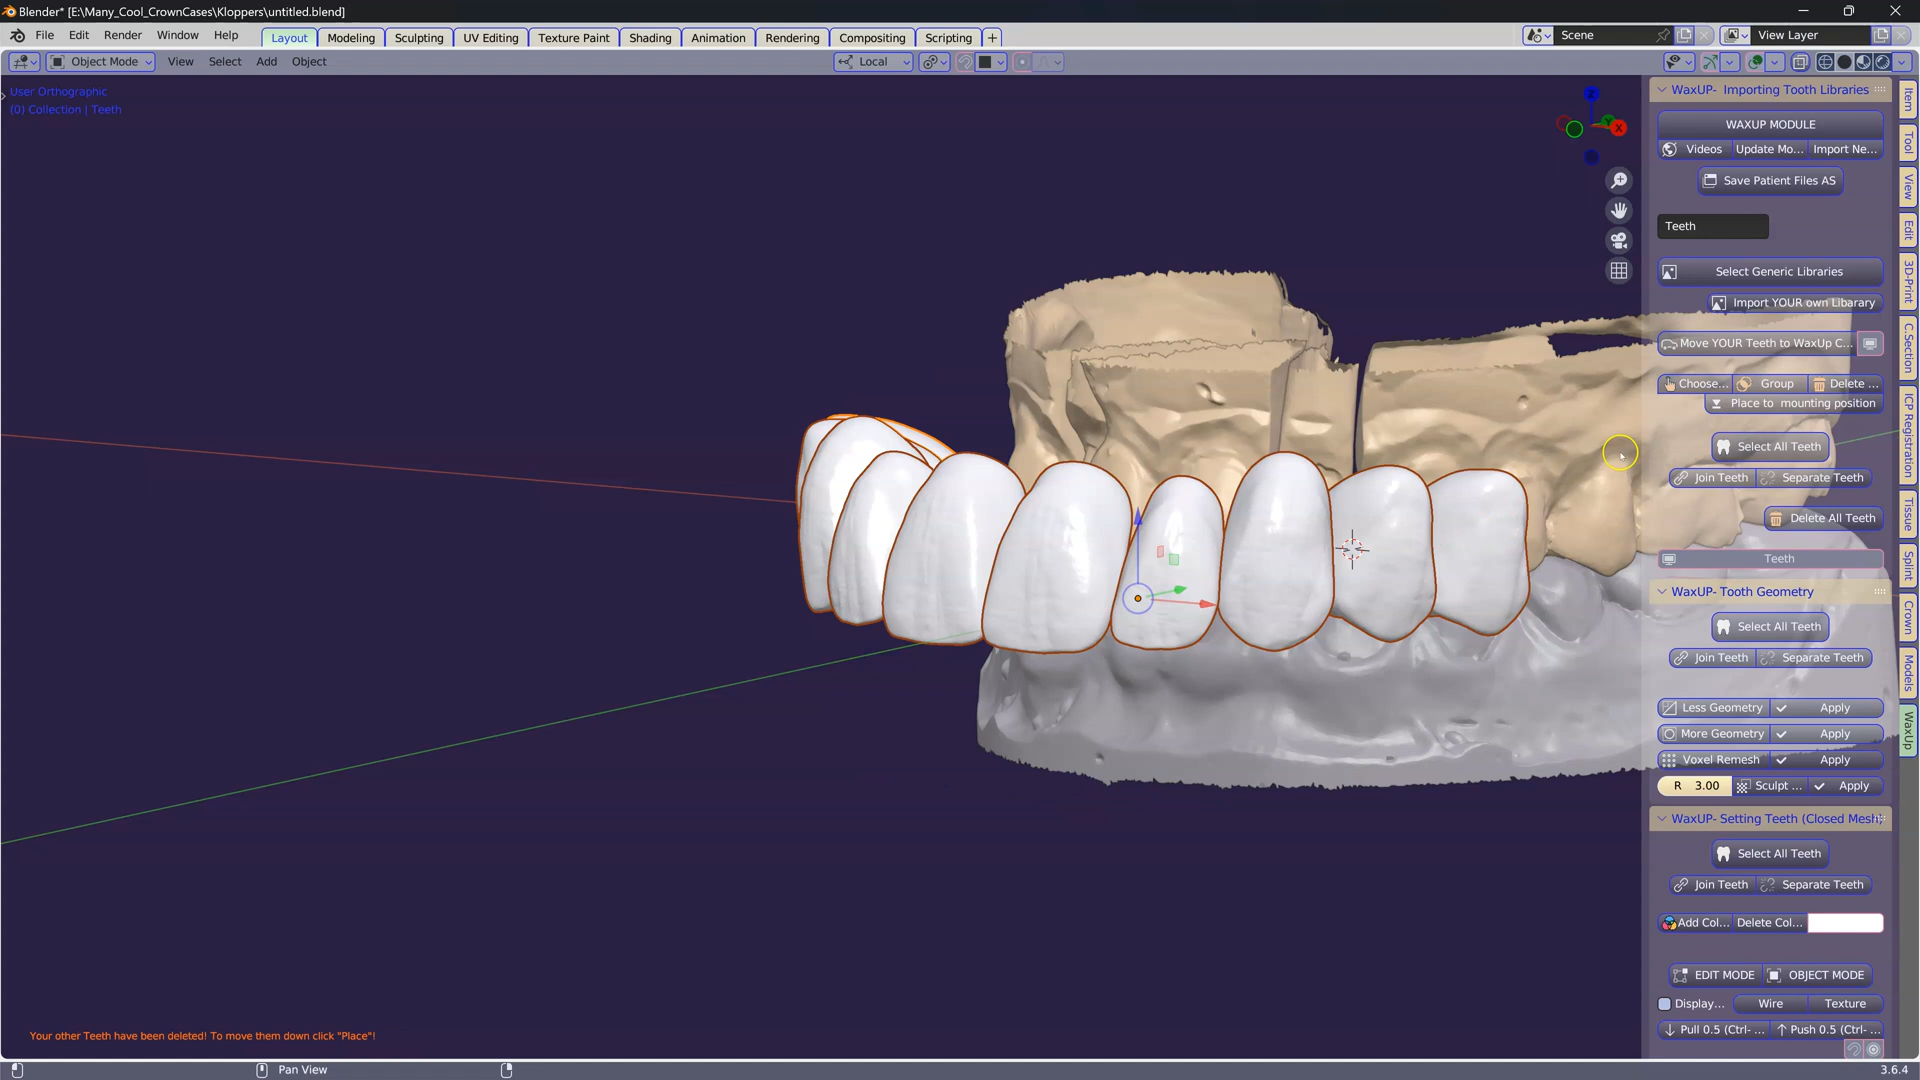 Blender* [E:\Many_Cool_CrownCases\Kloppers\untitled.blend]
File Edit Render Window Help Layout Modeling Sculpting UV Editing Texture Paint Shading Animation Rendering Compositing Scripting + Scene View Layer
Object Mode View Select Add Object Local
User Orthographic
(0) Collection | Teeth
Z
Y
X
WaxUP- Importing Tooth Libraries
WAXUP MODULE
Videos Update Mo... Import Ne...
Save Patient Files AS
Teeth
Select Generic Libraries
Import YOUR own Libarary
Move YOUR Teeth to WaxUp C...
Choose... Group Delete ...
Place to mounting position
Select All Teeth
Join Teeth Separate Teeth
Delete All Teeth
Teeth
WaxUP- Tooth Geometry
Select All Teeth
Join Teeth Separate Teeth
Less Geometry Apply
More Geometry Apply
Voxel Remesh Apply
R 3.00 Sculpt ... Apply
WaxUP- Setting Teeth (Closed Mesh)
Select All Teeth
Join Teeth Separate Teeth
Add Col... Delete Col...
EDIT MODE OBJECT MODE
Display... Wire Texture
Pull 0.5 (Ctrl- ... Push 0.5 (Ctrl- ...
Item
Tool
View
Edit
3D-Print
C.Section
ICP Registration
Tissue
Splint
Crown
Models
WaxUp
Your other Teeth have been deleted! To move them down click "Place"!
Pan View
3.6.4